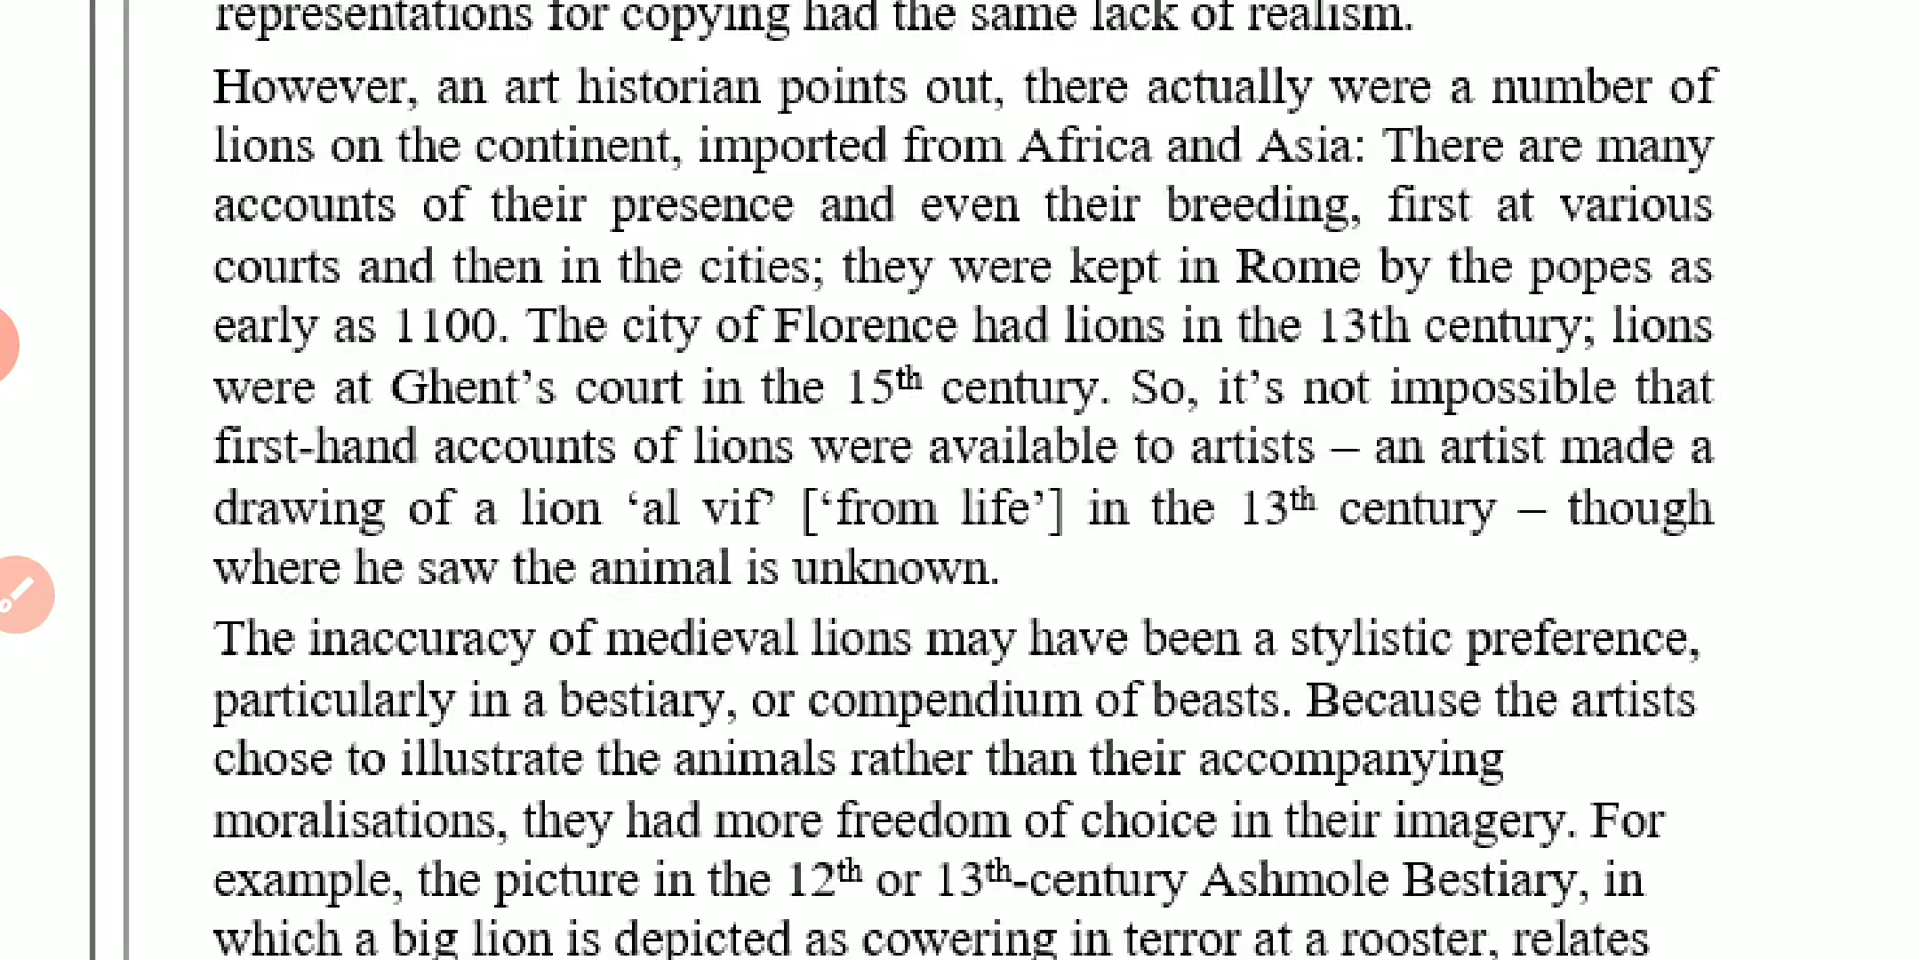 representations for copying had the same lack of realism.
However, an art historian points out, there actually were a number of
lions on the continent, imported from Africa and Asia: There are many
accounts of their presence and even their breeding, first at various
courts and then in the cities; they were kept in Rome by the popes as
early as 1100. The city of Florence had lions in the 13th century; lions
were at Ghent’s court in the 15th century. So, it’s not impossible that
first-hand accounts of lions were available to artists – an artist made a
drawing of a lion ‘al vif’ [‘from life’] in the 13th century – though
where he saw the animal is unknown.
The inaccuracy of medieval lions may have been a stylistic preference,
particularly in a bestiary, or compendium of beasts. Because the artists
chose to illustrate the animals rather than their accompanying
moralisations, they had more freedom of choice in their imagery. For
example, the picture in the 12th or 13th-century Ashmole Bestiary, in
which a big lion is depicted as cowering in terror at a rooster, relates